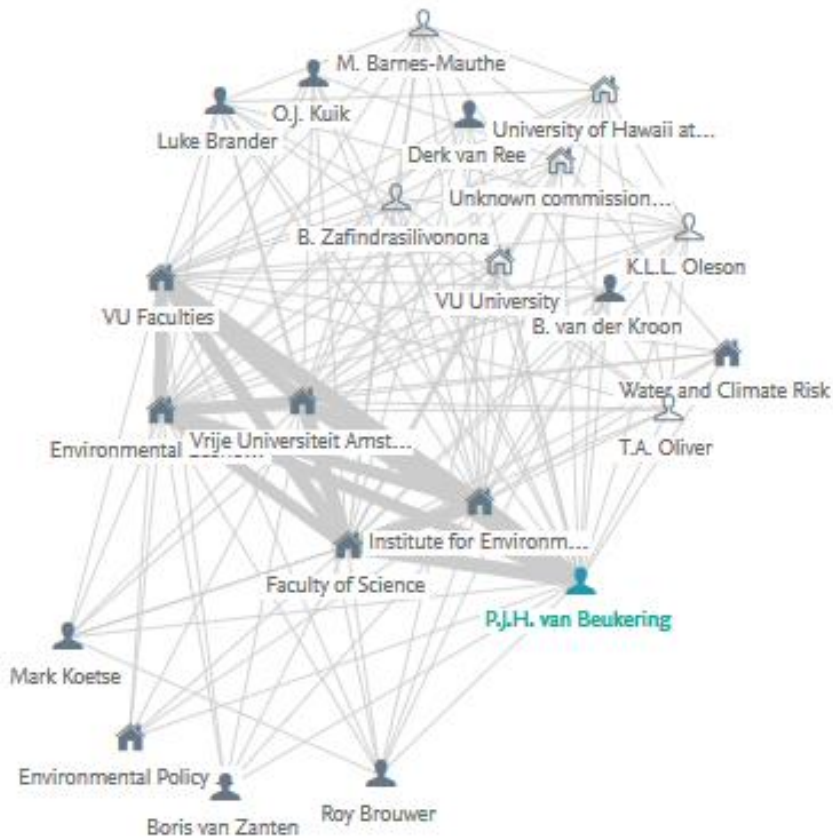 M. Barnes-Mauthe
O.J. Kuik
Luke Brander
University of Hawaii at...
Derk van Ree
Unknown commission...
B. Zafindrasilivonona
K.L.L. Oleson
VU University
VU Faculties
B. van der Kroon
Water and Climate Risk
Environmental
Vrije Universiteit Amst...
T.A. Oliver
Institute for Environm...
Faculty of Science
P.J.H. van Beukering
Mark Koetse
Environmental Policy
Roy Brouwer
Boris van Zanten